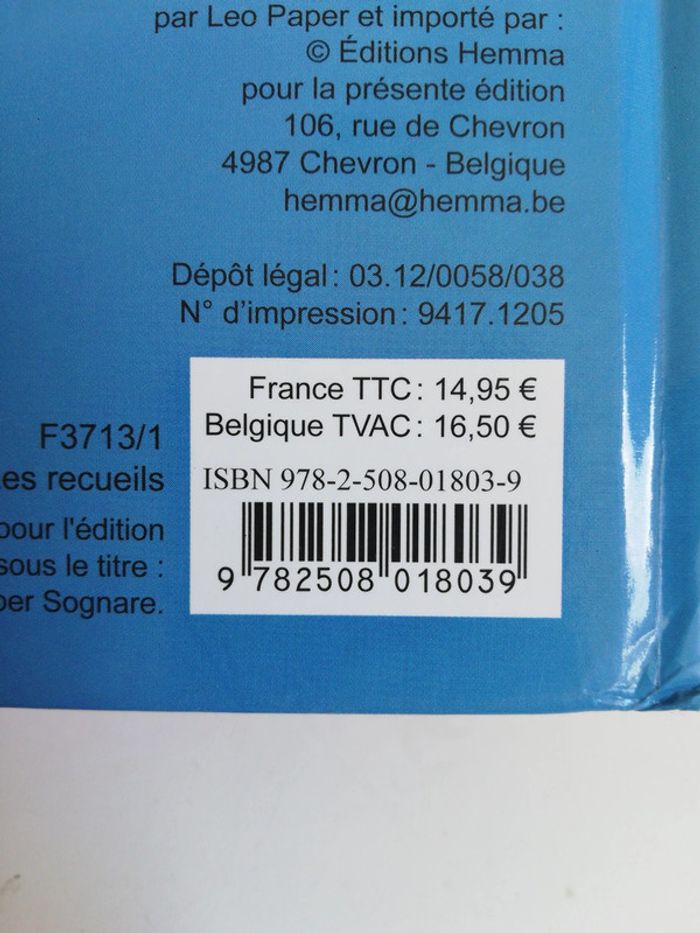 par Leo Paper et importé par :
© Éditions Hemma
pour la présente édition
106, rue de Chevron
4987 Chevron - Belgique
hemma@hemma.be
Dépôt légal : 03.12/0058/038
N° d'impression : 9417.1205
F3713/1
recueils
pour l'édition
sous le titre :
Sognare.
France TTC : 14,95 €
Belgique TVAC : 16,50 €
ISBN 978-2-508-01803-9
9 782508 018039